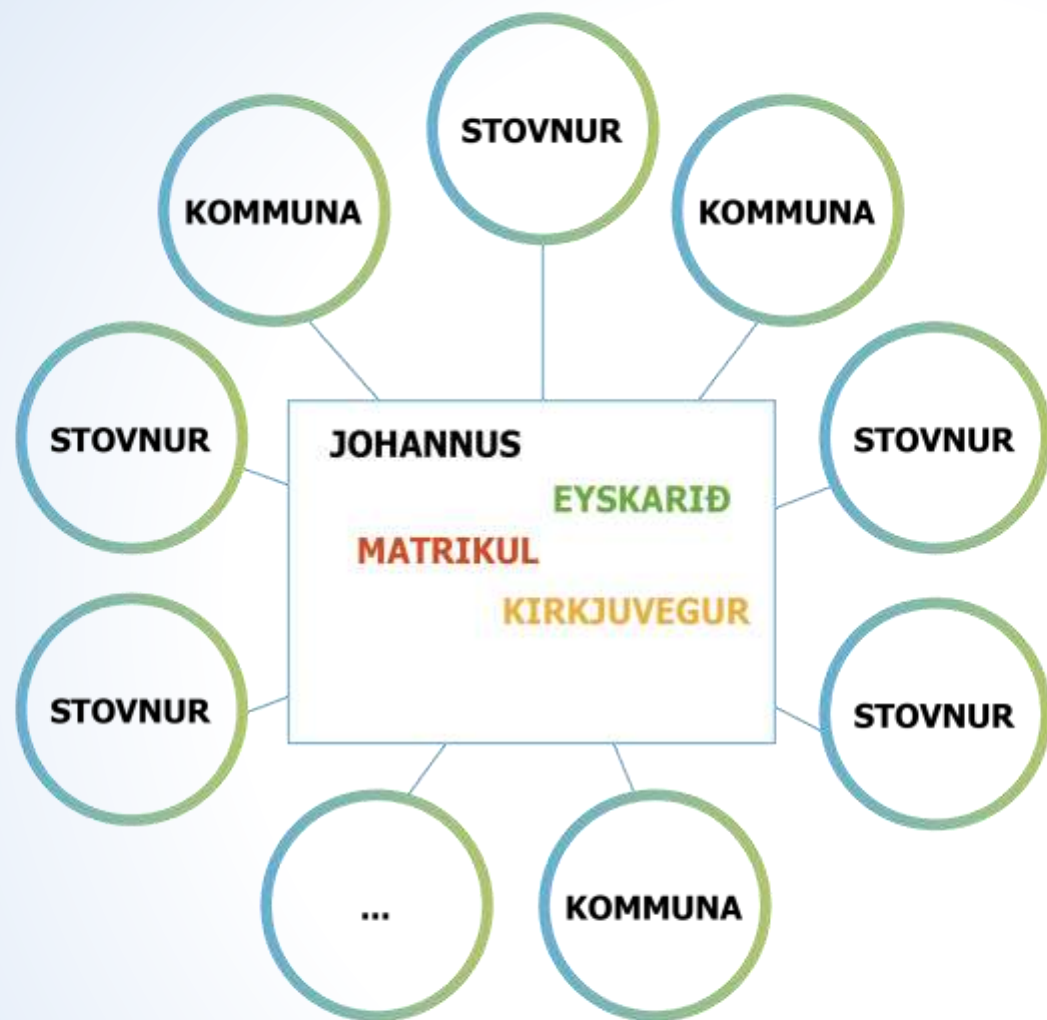 STOVNUR
KOMMUNA
KOMMUNA
STOVNUR
STOVNUR
JOHANNUS
EYSKARIÐ
MATRIKUL
KIRKJUVEGUR
STOVNUR
STOVNUR
...
KOMMUNA